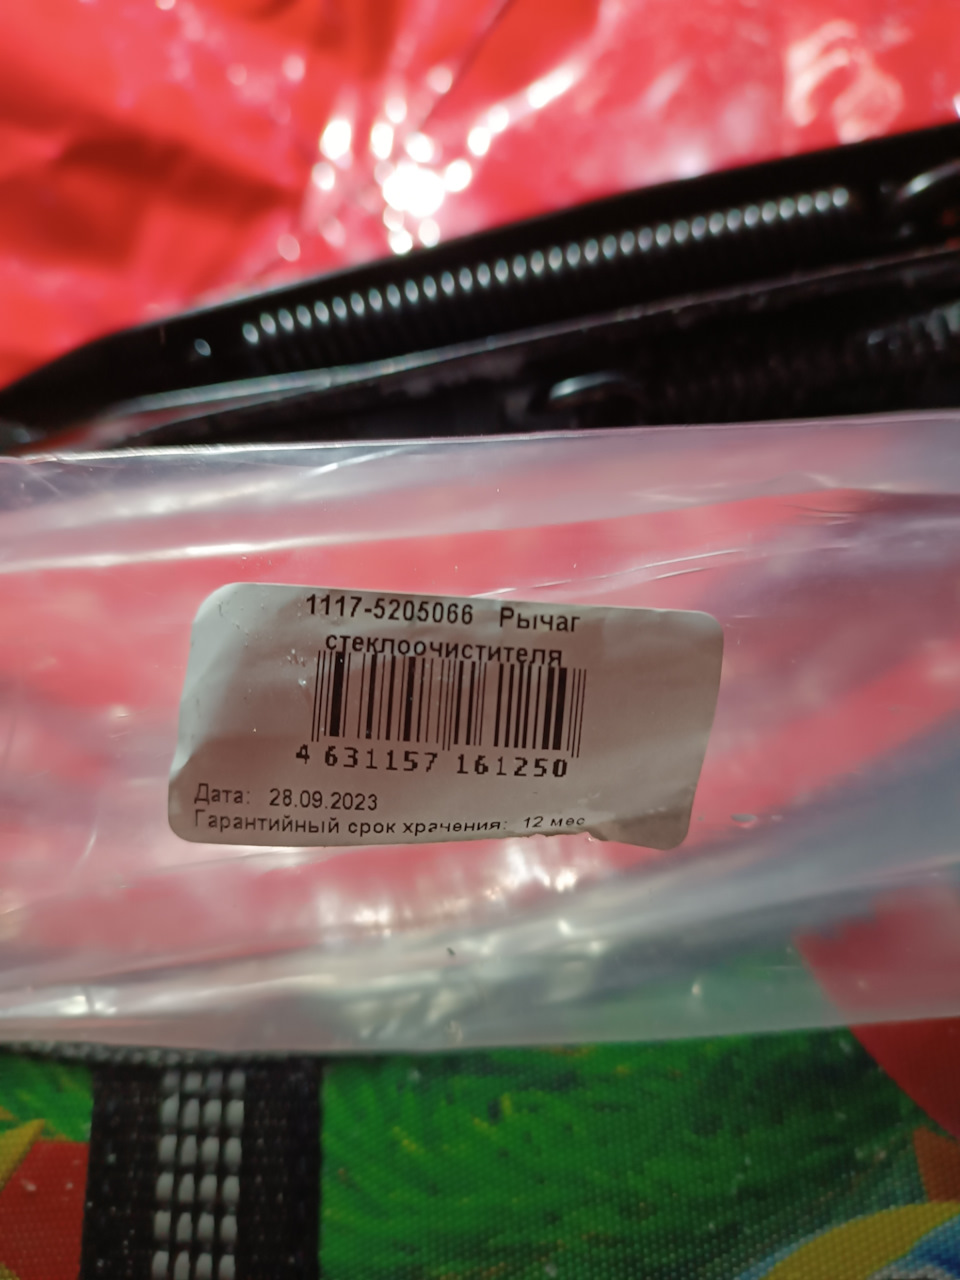 1117-5205066 Рычаг
стеклоочистителя
4 631157 161250
Дата: 28.09.2023
Гарантийный срок хранения: 12 мес